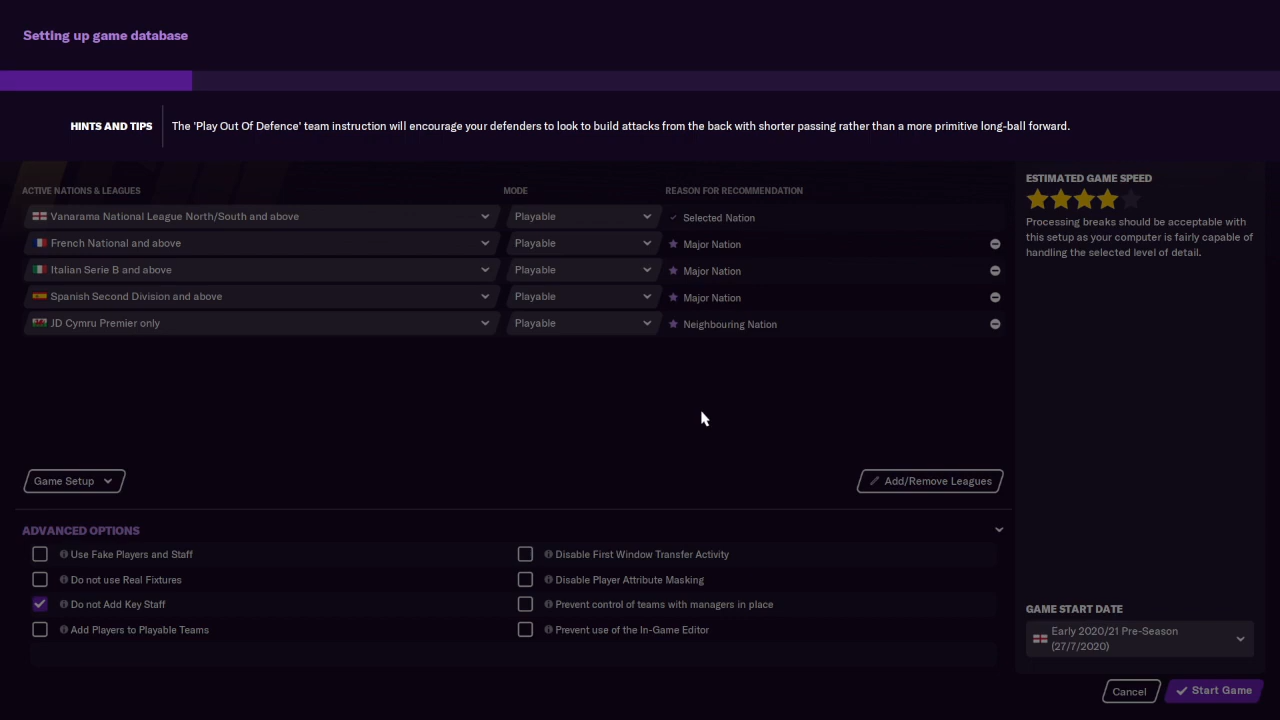 Setting up game database
HINTS AND TIPS
The 'Play Out Of Defence' team instruction will encourage your defenders to look to build attacks from the back with shorter passing rather than a more primitive long-ball forward.
ACTIVE NATIONS & LEAGUES
MODE
REASON FOR RECOMMENDATION
Vanarama National League North/South and above
Playable
Selected Nation
French National and above
Playable
Major Nation
Italian Serie B and above
Playable
Major Nation
Spanish Second Division and above
Playable
Major Nation
JD Cymru Premier only
Playable
Neighbouring Nation
ESTIMATED GAME SPEED
Processing breaks should be acceptable with
this setup as your computer is fairly capable of
handling the selected level of detail.
Game Setup
Add/Remove Leagues
ADVANCED OPTIONS
Use Fake Players and Staff
Disable First Window Transfer Activity
Do not use Real Fixtures
Disable Player Attribute Masking
Do not Add Key Staff
Prevent control of teams with managers in place
Add Players to Playable Teams
Prevent use of the In-Game Editor
GAME START DATE
Early 2020/21 Pre-Season
(27/7/2020)
Cancel
Start Game